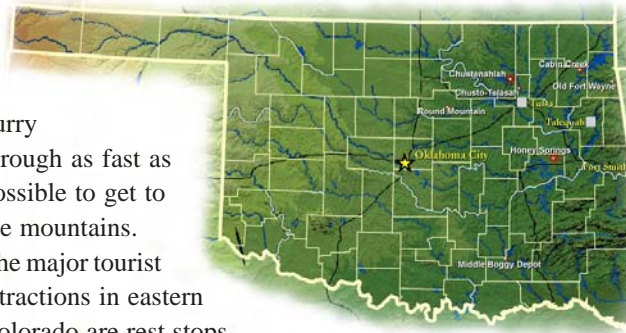 urry
rough as fast as
ossible to get to
e mountains.
he major tourist
tractions in eastern
olorado are rest stops
Cabin Creek
Chustenahlah
Old Fort Wayne
Chusto-Telasah
Tulsa
Round Mountain
Talequah
Honey Springs
Oklahoma City
Fort Smith
Middle Boggy Depot